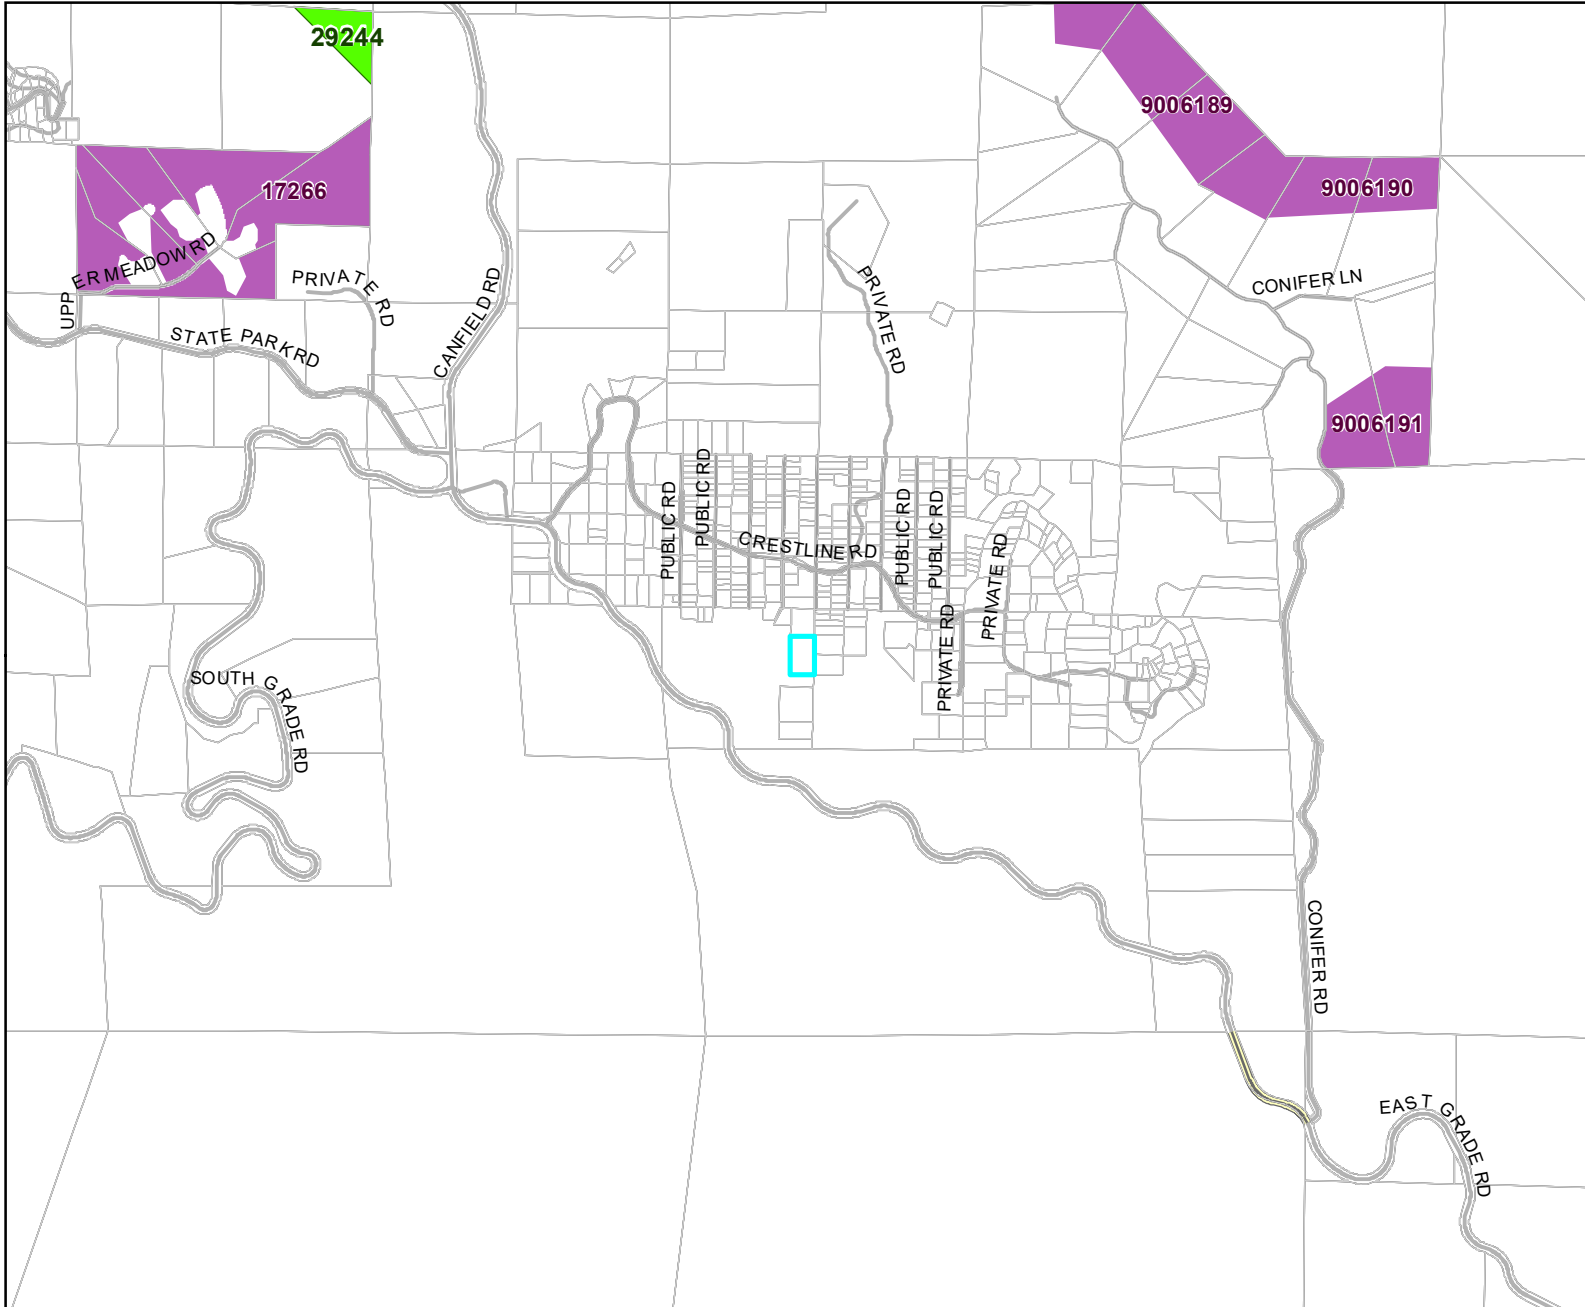 29244
9006189
17266
9006190
UPPER MEADOW RD
PRIVATE RD
CANFIELD RD
PRIVATE RD
CONIFER LN
STATE PARK RD
9006191
PUBLIC RD
PUBLIC RD
CRESTLINE RD
PUBLIC RD
PUBLIC RD
PRIVATE RD
PRIVATE RD
SOUTH GRADE RD
CONIFER RD
EAST GRADE RD